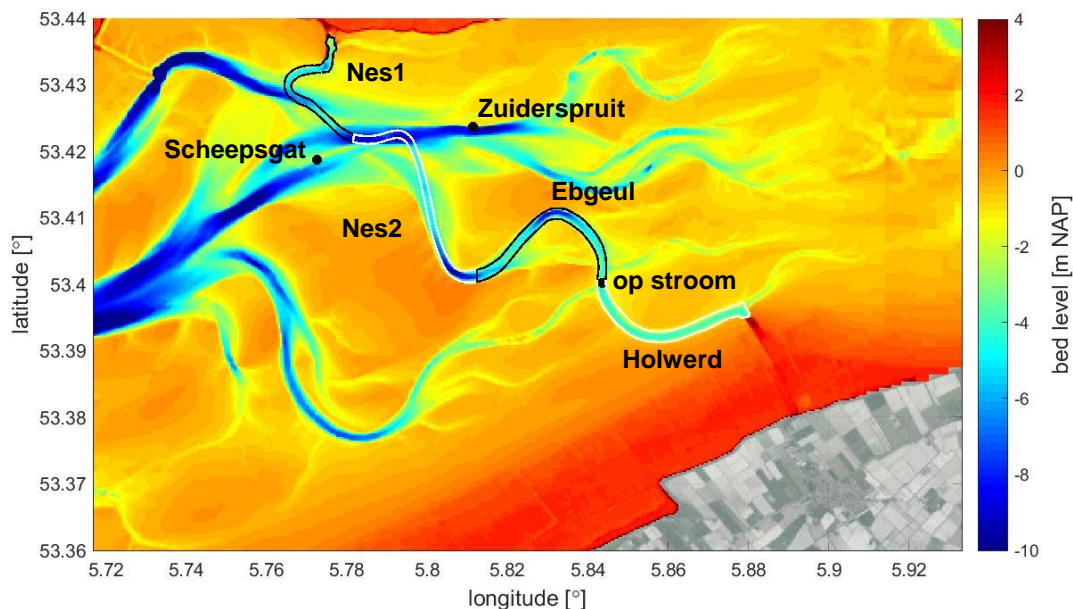 53.44
53.43
53.42
53.41
53.4
53.39
53.38
53.37
53.36
latitude [°]
Nes1
Zuiderspruit
Scheepsgat
Ebgeul
Nes2
op stroom
Holwerd
5.72
5.74
5.76
5.78
5.8
5.82
5.84
5.86
5.88
5.9
5.92
longitude [°]
4
2
0
-2
-4
-6
-8
-10
bed level [m NAP]